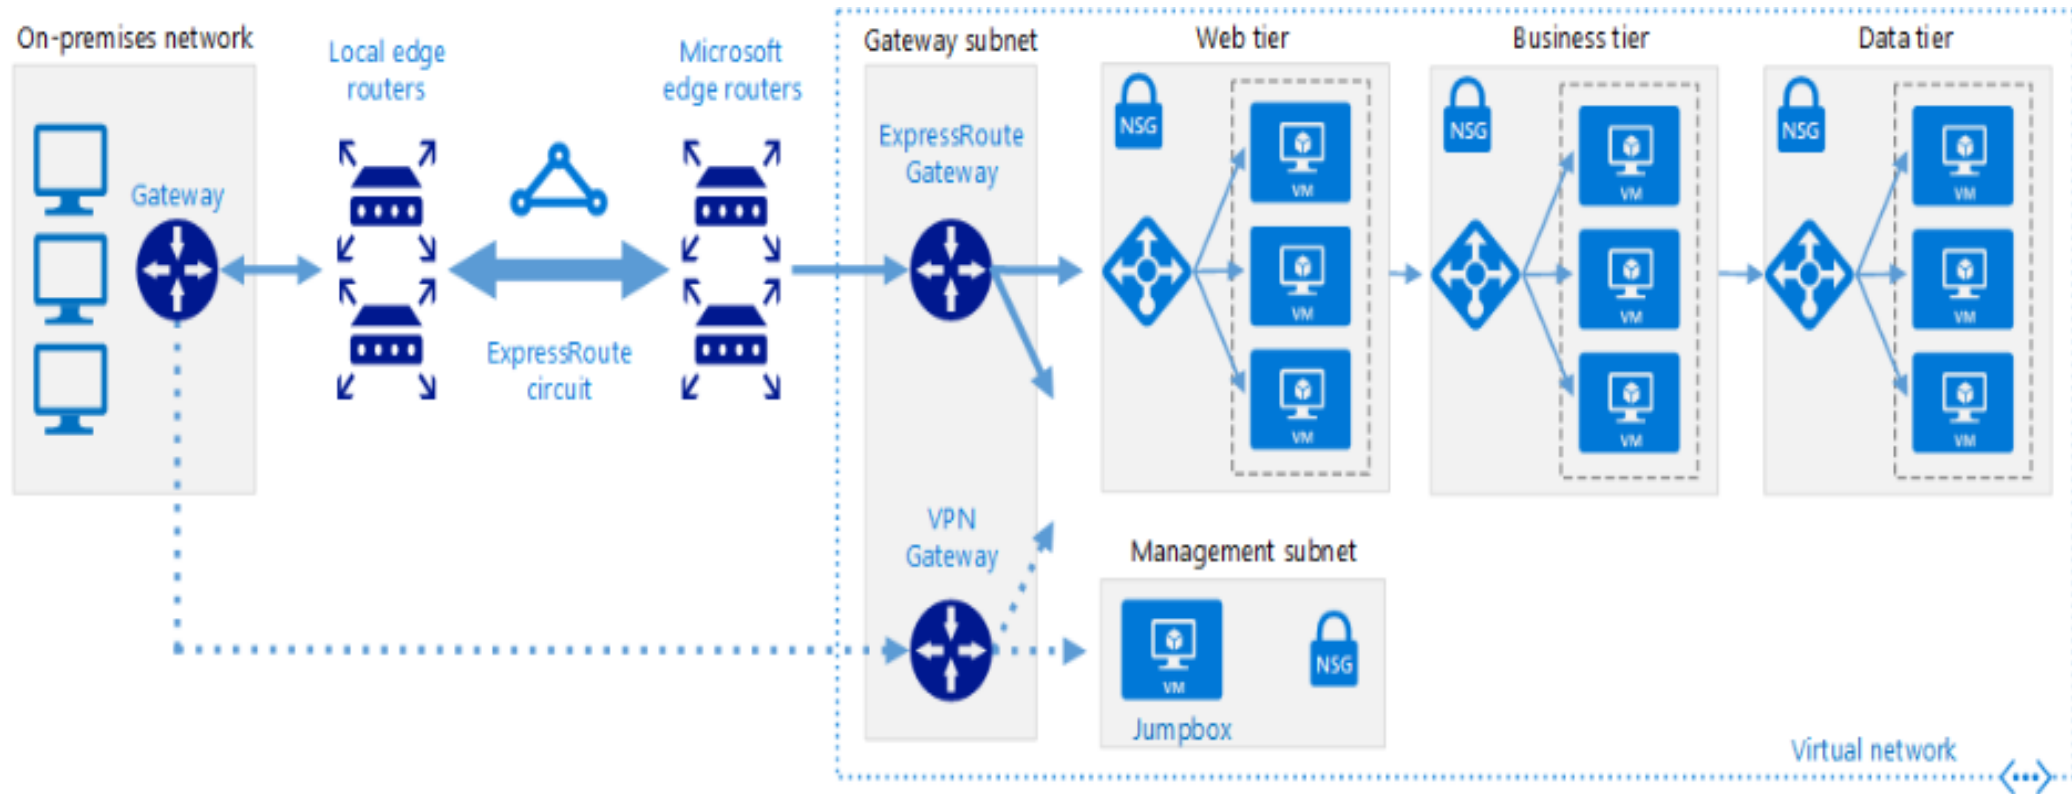 On-premises network
Gateway
Local edge
routers
ExpressRoute
circuit
Microsoft
edge routers
Gateway subnet
ExpressRoute
Gateway
VPN
Gateway
Web tier
NSG
VM
VM
VM
Business tier
NSG
VM
VM
VM
Data tier
NSG
VM
VM
VM
Management subnet
VM
NSG
Jumpbox
Virtual network